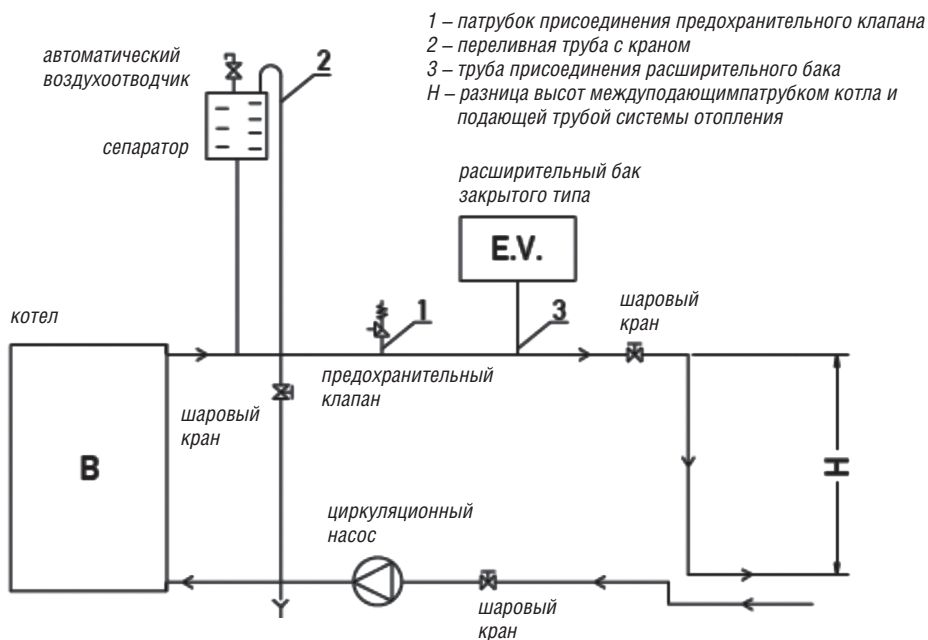 1 – патрубок присоединения предохранительного клапана
2 – переливная труба с краном
3 – труба присоединения расширительного бака
Н – разница высот междуподающимпатрубком котла и
подающей трубой системы отопления
автоматический
воздухоотводчик
2
сепаратор
расширительный бак
закрытого типа
E.V.
котел
1
3
шаровый
кран
предохранительный
клапан
шаровый
кран
B
H
циркуляционный
насос
шаровый
кран